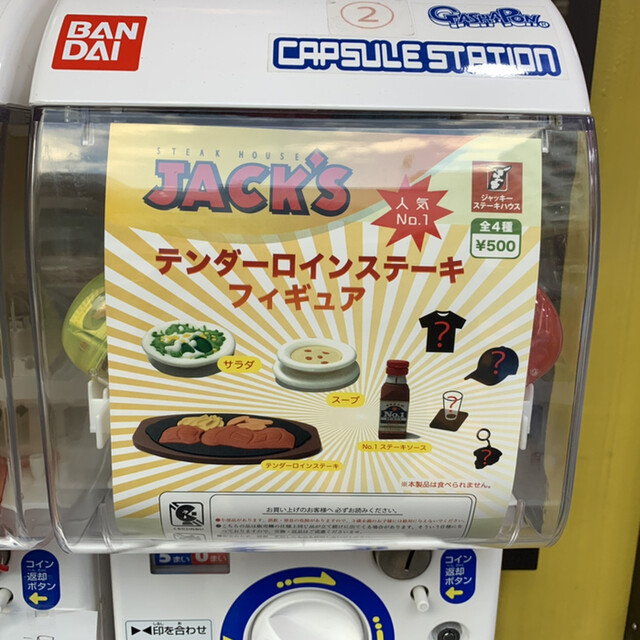 BAN
DAI
②
GASHAPON
CAPSULE STATION
STEAK HOUSE
JACK'S
人気
No.1
ジャッキー
ステーキハウス
全4種
¥500
テンダーロインステーキ
フィギュア
サラダ
スープ
No.1
No.1 ステーキソース
テンダーロインステーキ
※本製品は食べられません。
お買い上げのお客様へ 必ずお読みください。
コイン
返却
ボタン
コイン
返却
ボタン
印を合わせ